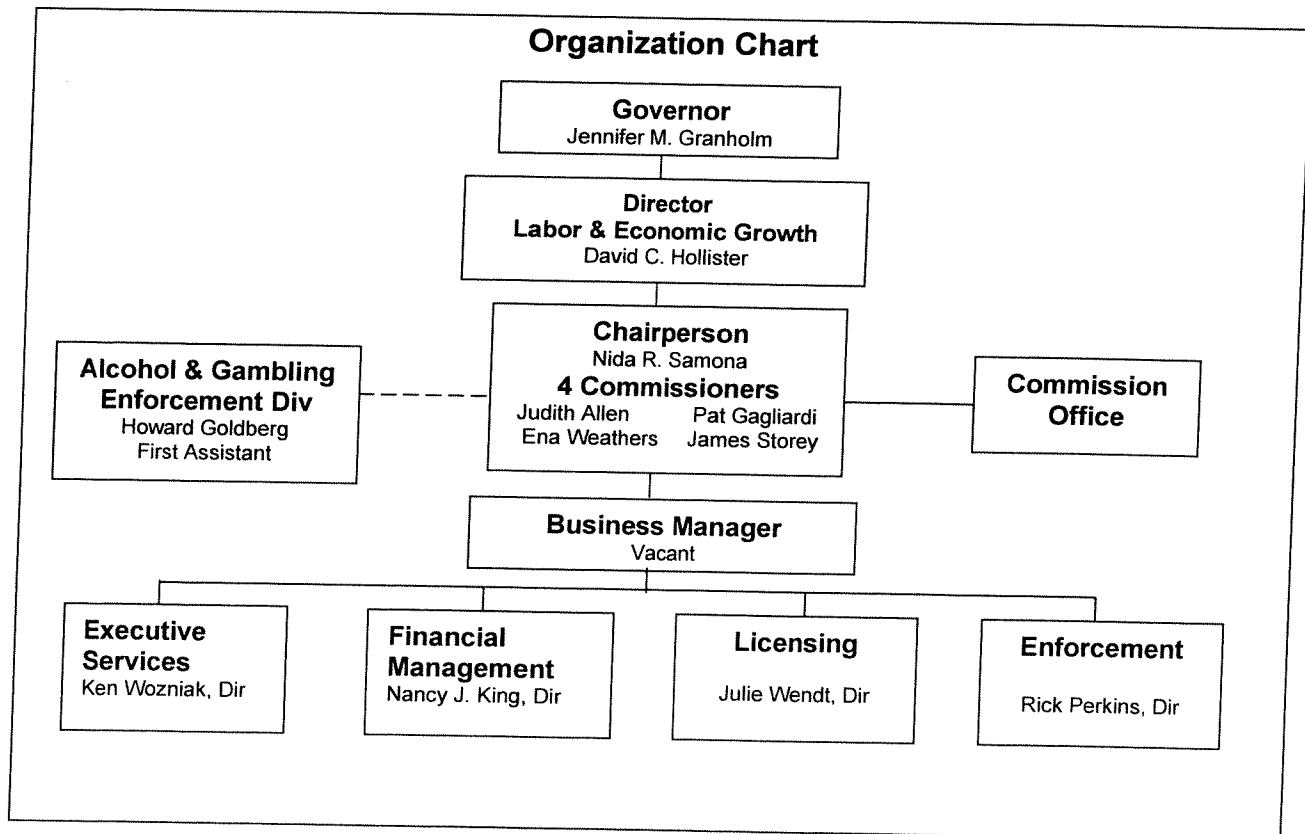 Organization Chart
Governor
Jennifer M. Granholm
Director
Labor & Economic Growth
David C. Hollister
Chairperson
Nida R. Samona
4 Commissioners
Judith Allen Pat Gagliardi
Ena Weathers James Storey
Alcohol & Gambling
Enforcement Div
Howard Goldberg
First Assistant
Commission
Office
Business Manager
Vacant
Executive
Services
Ken Wozniak, Dir
Financial
Management
Nancy J. King, Dir
Licensing
Julie Wendt, Dir
Enforcement
Rick Perkins, Dir